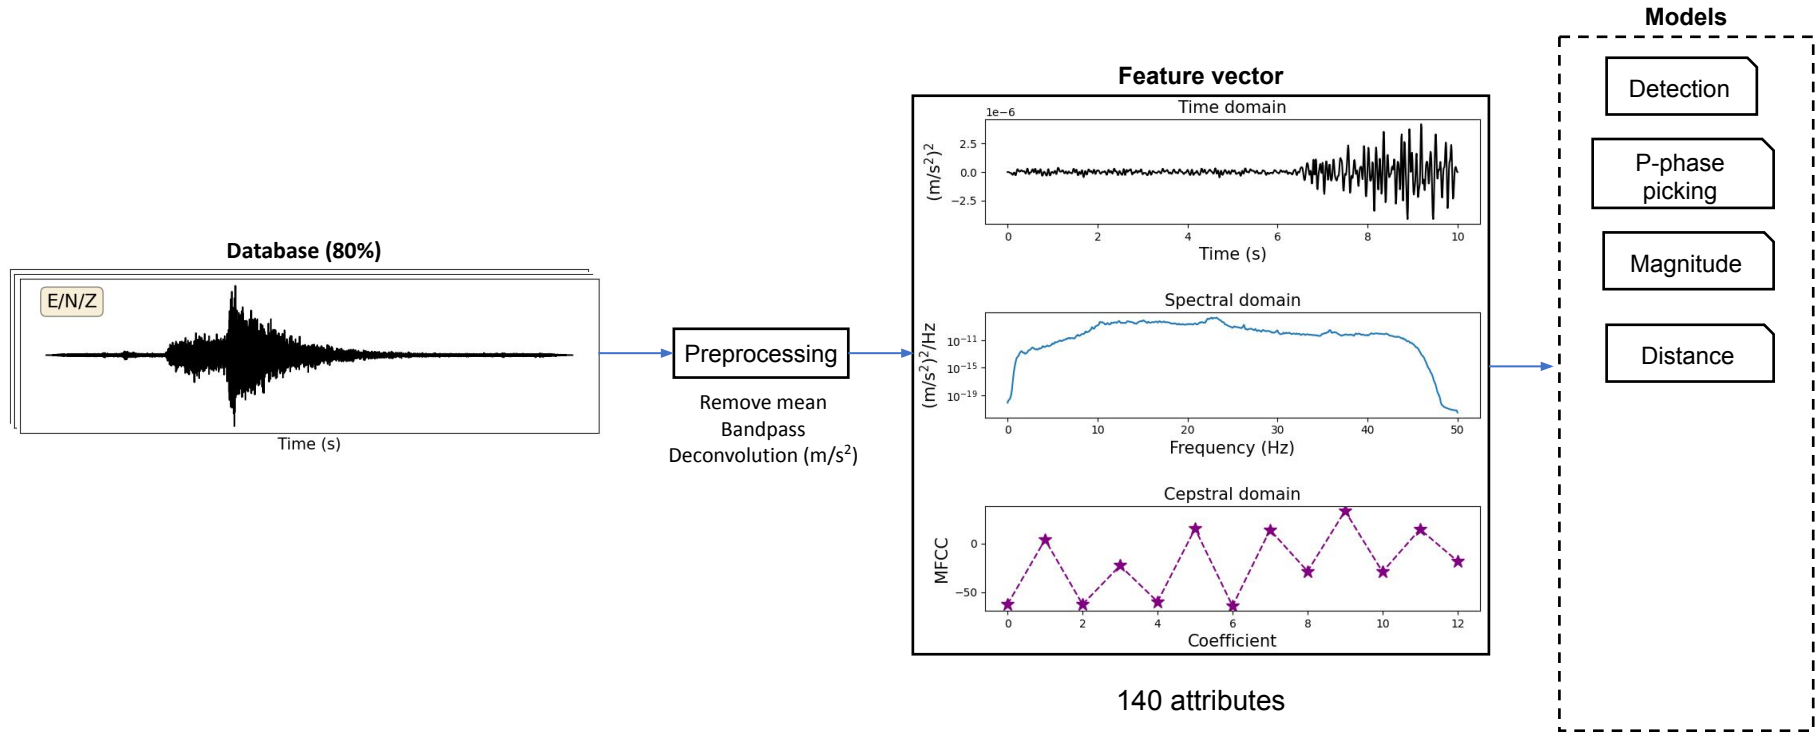 Database (80%)
E/N/Z
Time (s)
Preprocessing
Remove mean
Bandpass
Deconvolution (m/s²)
Feature vector
Time domain
1e−6
2.5
0.0
−2.5
(m/s²)²
0 2 4 6 8 10
Time (s)
Spectral domain
10⁻¹¹
10⁻¹⁵
10⁻¹⁹
(m/s²)²/Hz
0 10 20 30 40 50
Frequency (Hz)
Cepstral domain
0
−50
MFCC
0 2 4 6 8 10 12
Coefficient
140 attributes
Models
Detection
P-phase
picking
Magnitude
Distance